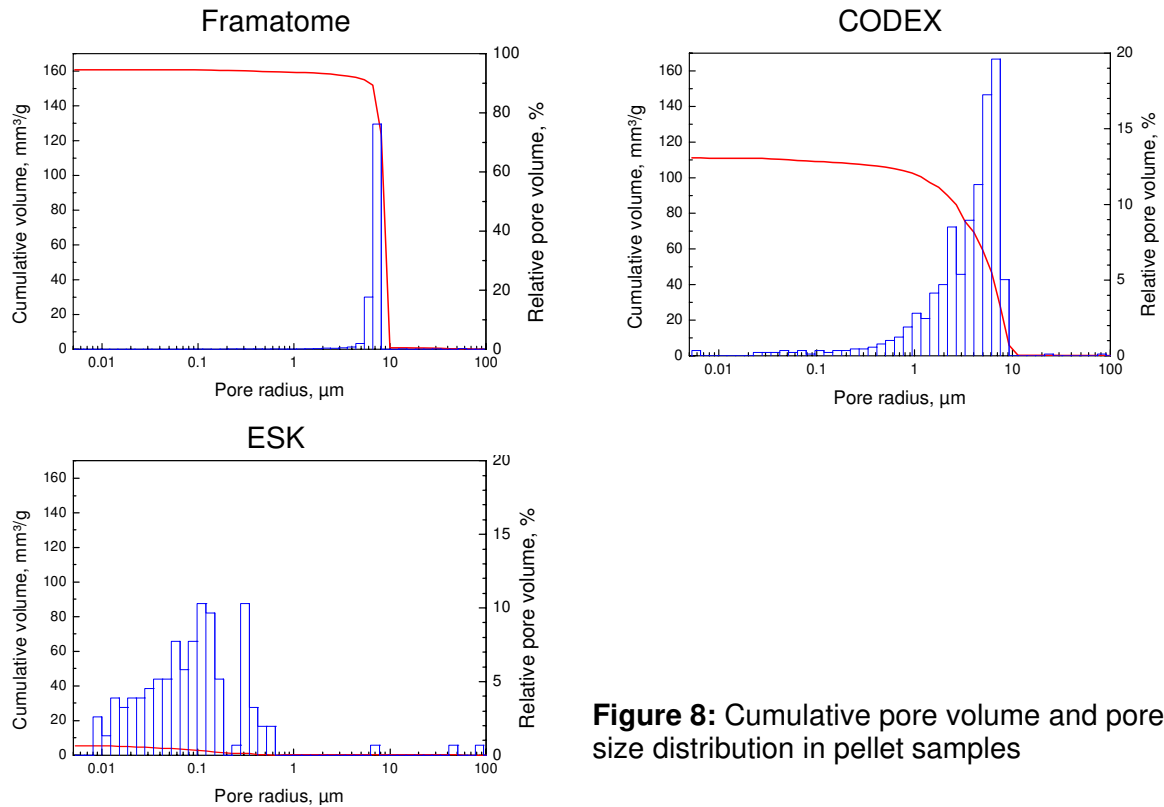 Framatome
160
140
120
100
80
60
40
20
0
Cumulative volume, mm³/g
100
80
60
40
20
0
Relative pore volume, %
0.01 0.1 1 10 100
Pore radius, µm
CODEX
160
140
120
100
80
60
40
20
0
Cumulative volume, mm³/g
20
15
10
5
0
Relative pore volume, %
0.01 0.1 1 10 100
Pore radius, µm
ESK
160
140
120
100
80
60
40
20
0
Cumulative volume, mm³/g
20
15
10
5
0
Relative pore volume, %
0.01 0.1 1 10 100
Pore radius, µm
Figure 8: Cumulative pore volume and pore
size distribution in pellet samples